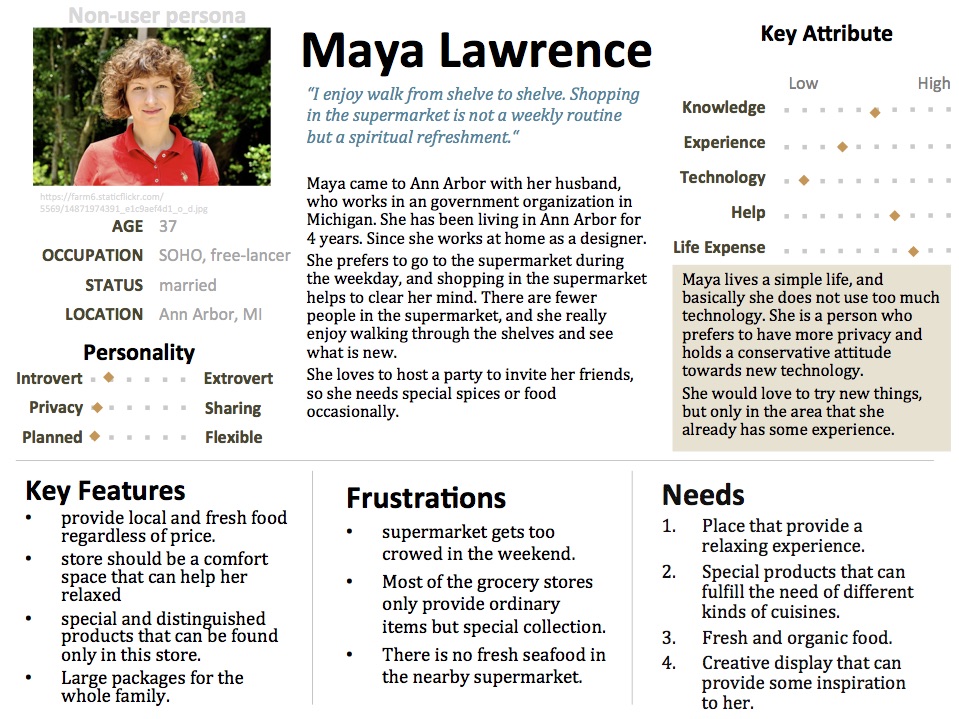 Non-user persona
https://farm6.staticflickr.com/
5569/14871974391_e1c9aef4d1_o_d.jpg
AGE 37
OCCUPATION SOHO, free-lancer
STATUS married
LOCATION Ann Arbor, MI
Personality
Introvert Extrovert
Privacy Sharing
Planned Flexible
Maya Lawrence
“I enjoy walk from shelve to shelve. Shopping
in the supermarket is not a weekly routine
but a spiritual refreshment.“
Maya came to Ann Arbor with her husband,
who works in an government organization in
Michigan. She has been living in Ann Arbor for
4 years. Since she works at home as a designer.
She prefers to go to the supermarket during
the weekday, and shopping in the supermarket
helps to clear her mind. There are fewer
people in the supermarket, and she really
enjoy walking through the shelves and see
what is new.
She loves to host a party to invite her friends,
so she needs special spices or food
occasionally.
Key Attribute
Low High
Knowledge
Experience
Technology
Help
Life Expense
Maya lives a simple life, and
basically she does not use too much
technology. She is a person who
prefers to have more privacy and
holds a conservative attitude
towards new technology.
She would love to try new things,
but only in the area that she
already has some experience.
Key Features
• provide local and fresh food
regardless of price.
• store should be a comfort
space that can help her
relaxed
• special and distinguished
products that can be found
only in this store.
• Large packages for the
whole family.
Frustrations
• supermarket gets too
crowed in the weekend.
• Most of the grocery stores
only provide ordinary
items but special collection.
• There is no fresh seafood in
the nearby supermarket.
Needs
1. Place that provide a
relaxing experience.
2. Special products that can
fulfill the need of different
kinds of cuisines.
3. Fresh and organic food.
4. Creative display that can
provide some inspiration
to her.